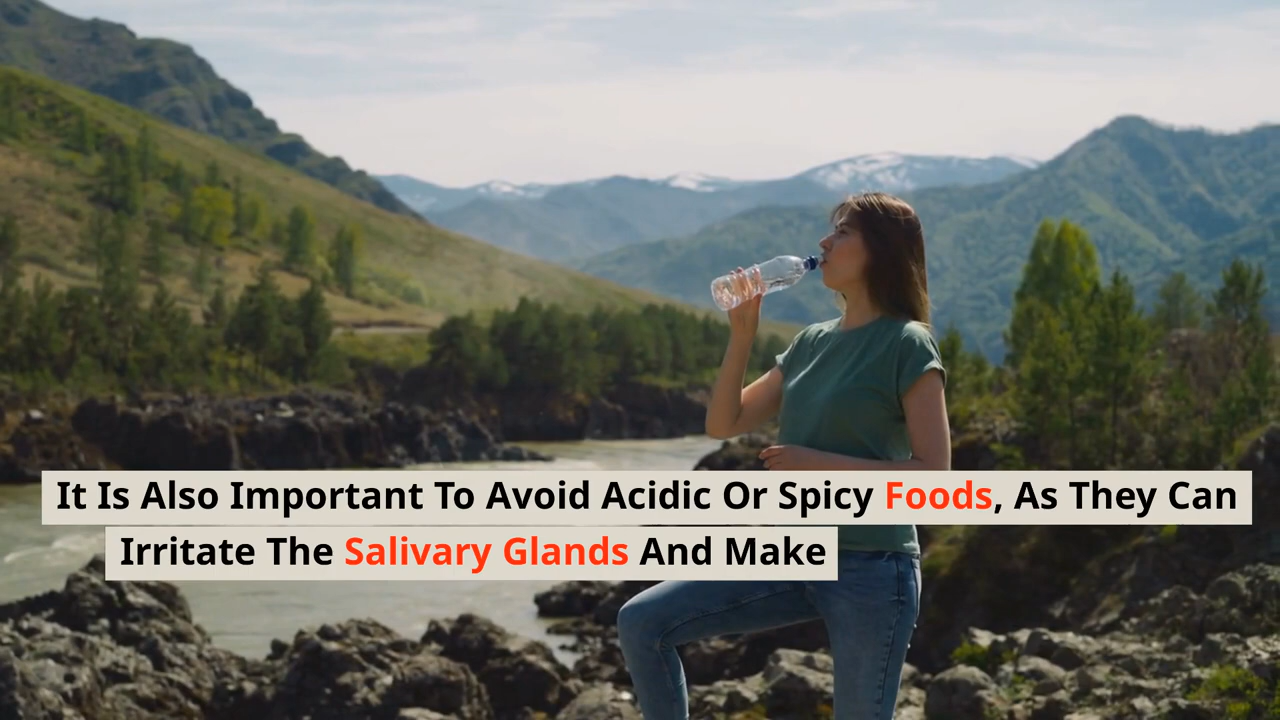 It Is Also Important To Avoid Acidic Or Spicy Foods, As They Can
Irritate The Salivary Glands And Make